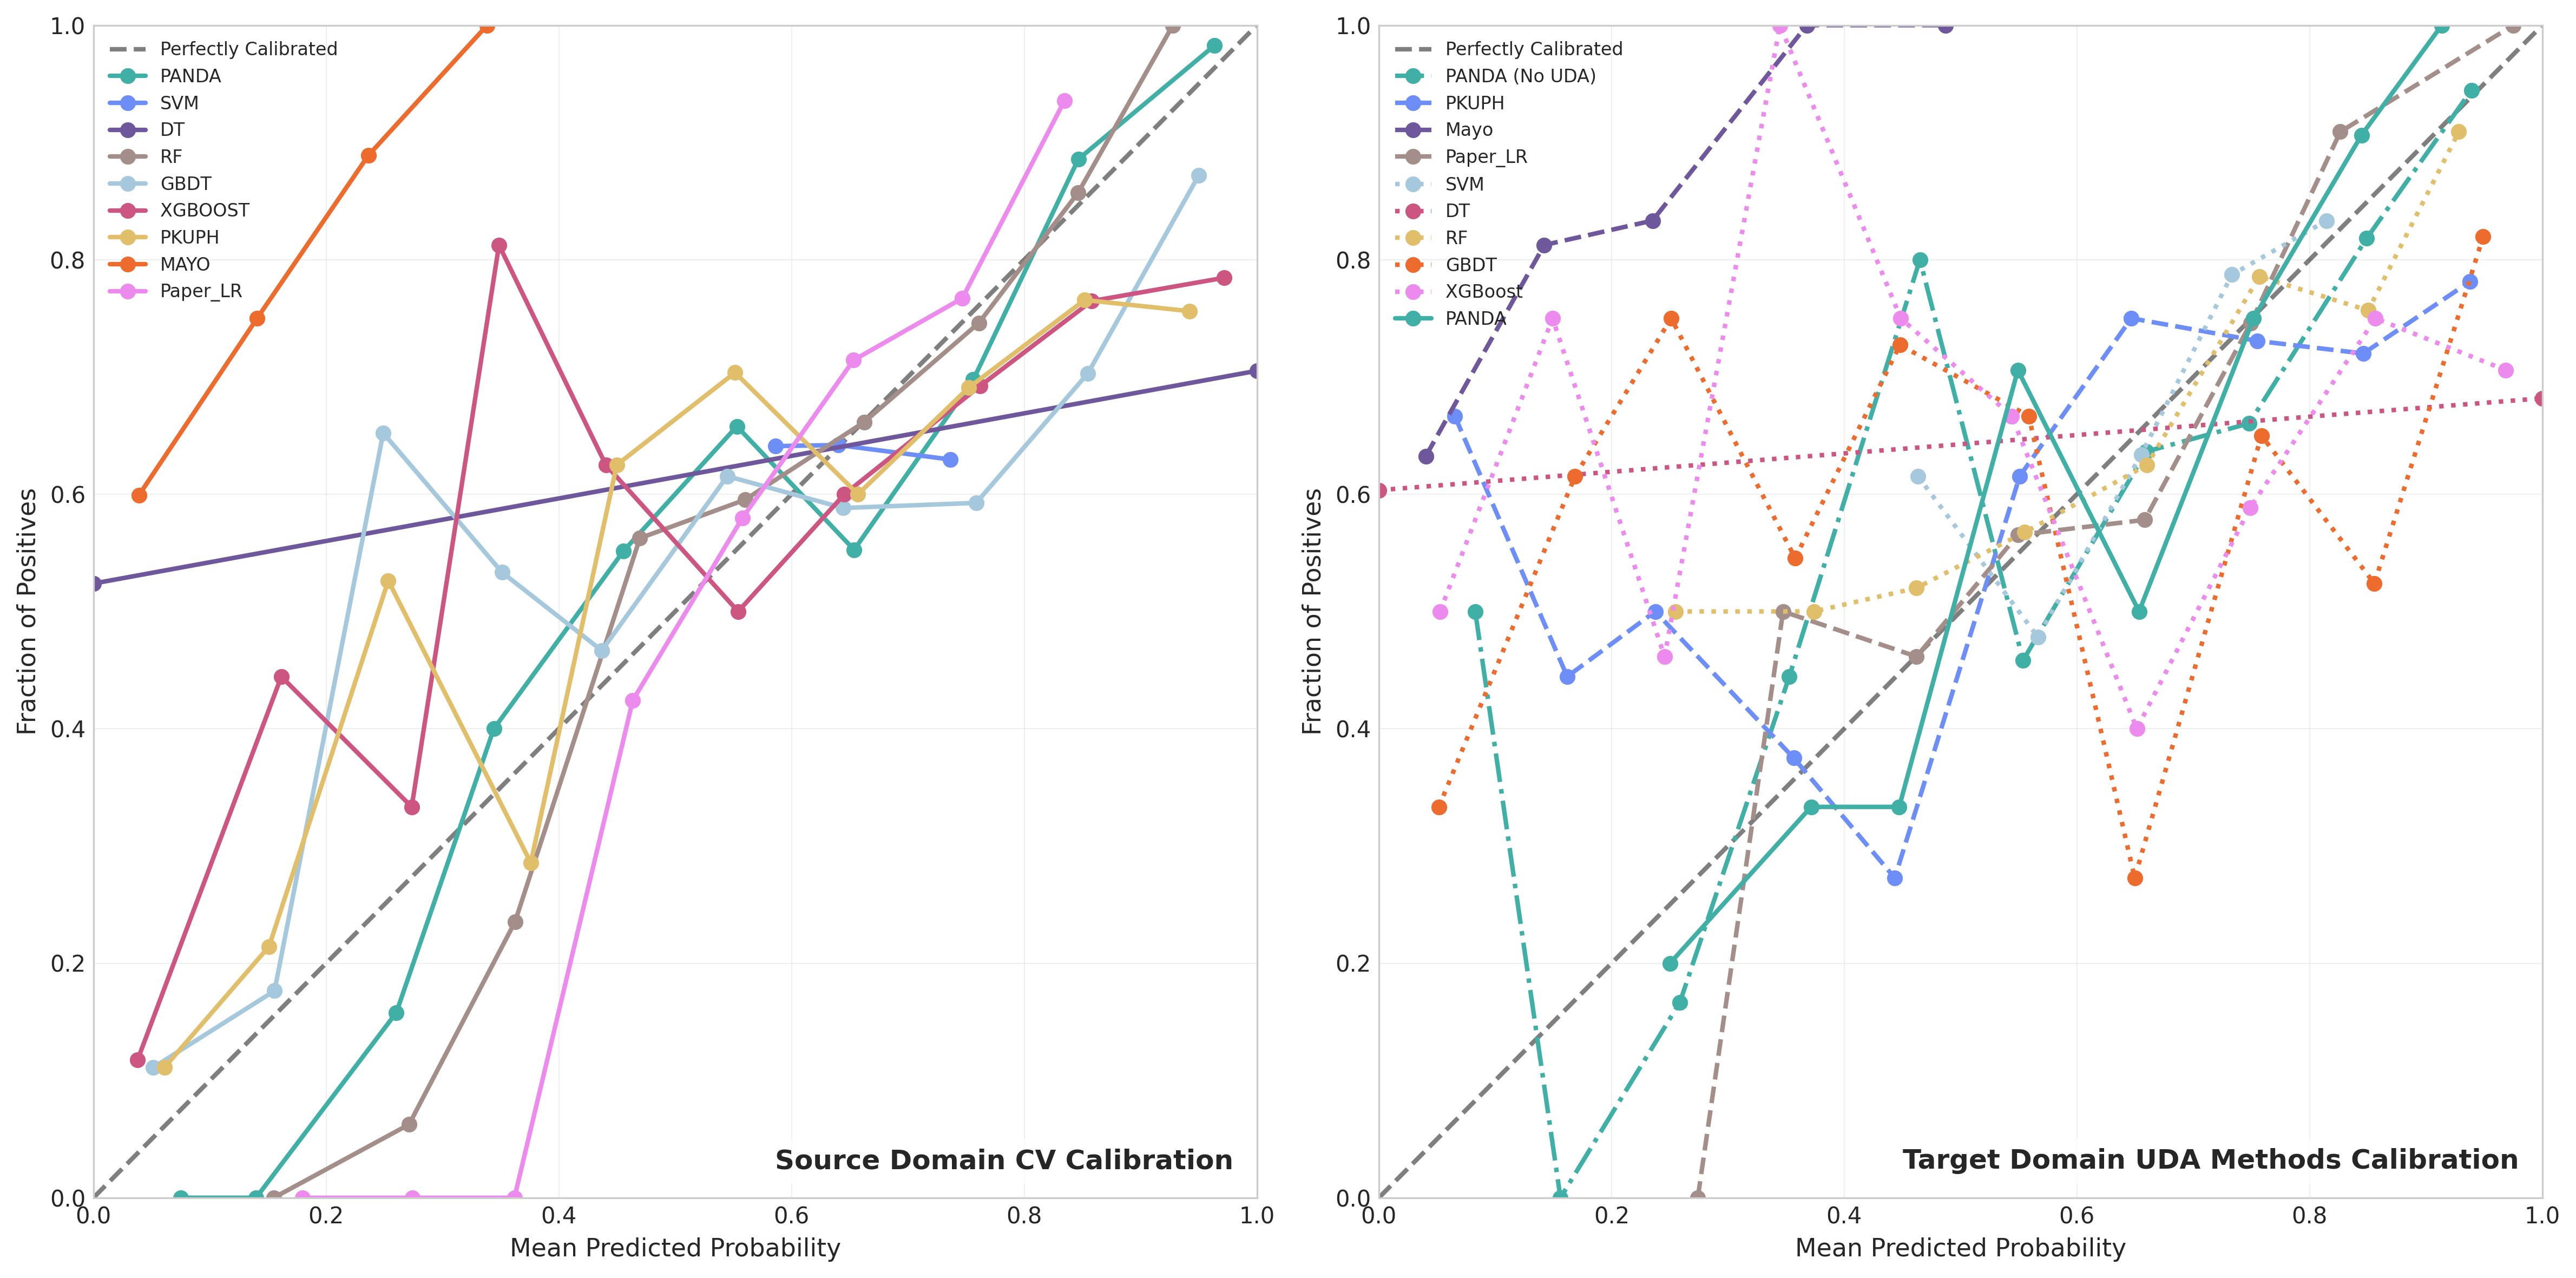 1.0
0.8
0.6
0.4
0.2
0.0
Fraction of Positives
Perfectly Calibrated
PANDA
SVM
DT
RF
GBDT
XGBOOST
PKUPH
MAYO
Paper_LR
Source Domain CV Calibration
0.0 0.2 0.4 0.6 0.8 1.0
Mean Predicted Probability
1.0
0.8
0.6
0.4
0.2
0.0
Fraction of Positives
Perfectly Calibrated
PANDA (No UDA)
PKUPH
Mayo
Paper_LR
SVM
DT
RF
GBDT
XGBoost
PANDA
Target Domain UDA Methods Calibration
0.0 0.2 0.4 0.6 0.8 1.0
Mean Predicted Probability